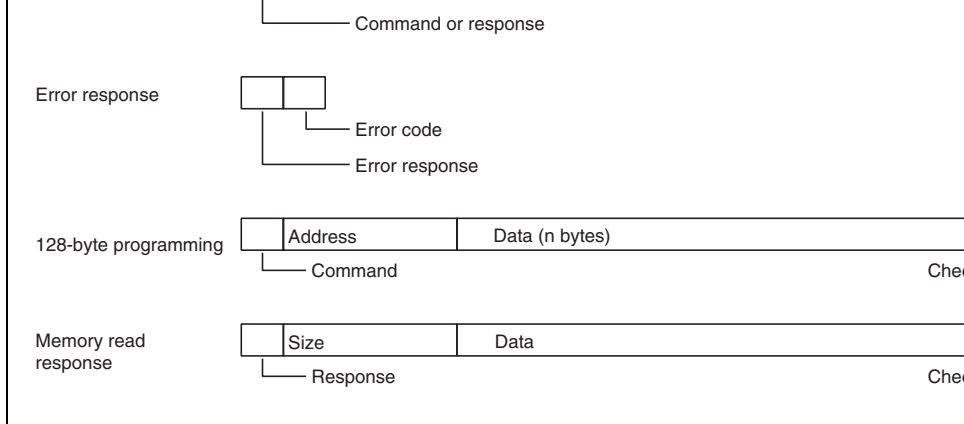 Command or response
Error response
Error code
Error response
128-byte programming
Address
Data (n bytes)
Command
Memory read
response
Size
Data
Response